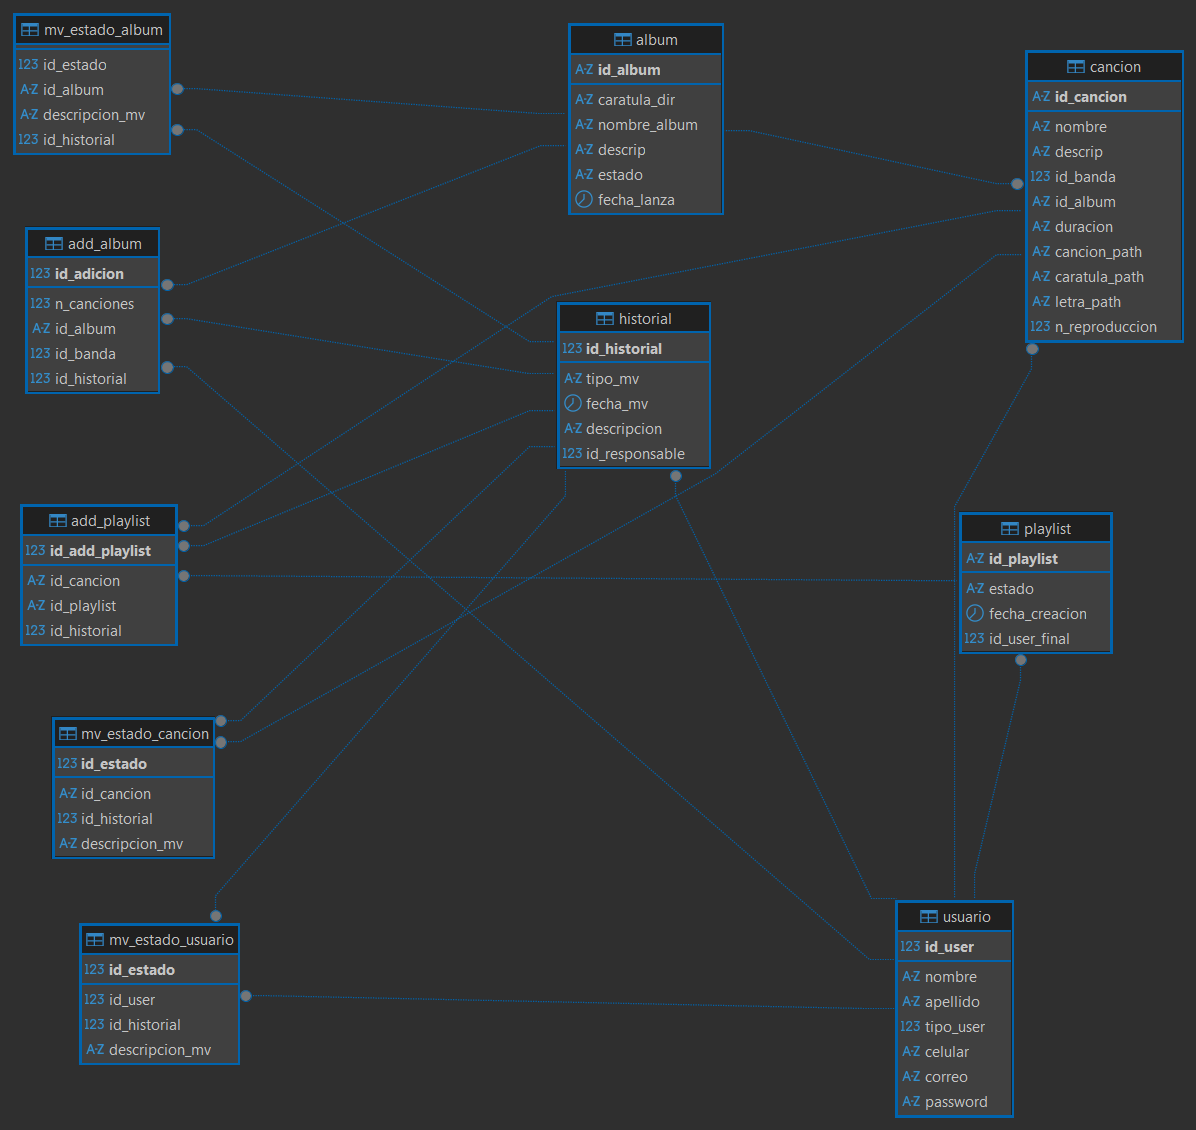 mv_estado_album
123 id_estado
A-Z id_album
A-Z descripcion_mv
123 id_historial
album
A-Z id_album
A-Z caratula_dir
A-Z nombre_album
A-Z descrip
A-Z estado
fecha_lanza
cancion
A-Z id_cancion
A-Z nombre
A-Z descrip
123 id_banda
A-Z id_album
A-Z duracion
A-Z cancion_path
A-Z caratula_path
A-Z letra_path
123 n_reproduccion
add_album
123 id_adicion
123 n_canciones
A-Z id_album
123 id_banda
123 id_historial
historial
123 id_historial
A-Z tipo_mv
fecha_mv
A-Z descripcion
123 id_responsable
add_playlist
123 id_add_playlist
A-Z id_cancion
A-Z id_playlist
123 id_historial
playlist
A-Z id_playlist
A-Z estado
fecha_creacion
123 id_user_final
mv_estado_cancion
123 id_estado
A-Z id_cancion
123 id_historial
A-Z descripcion_mv
mv_estado_usuario
123 id_estado
123 id_user
123 id_historial
A-Z descripcion_mv
usuario
123 id_user
A-Z nombre
A-Z apellido
123 tipo_user
A-Z celular
A-Z correo
A-Z password